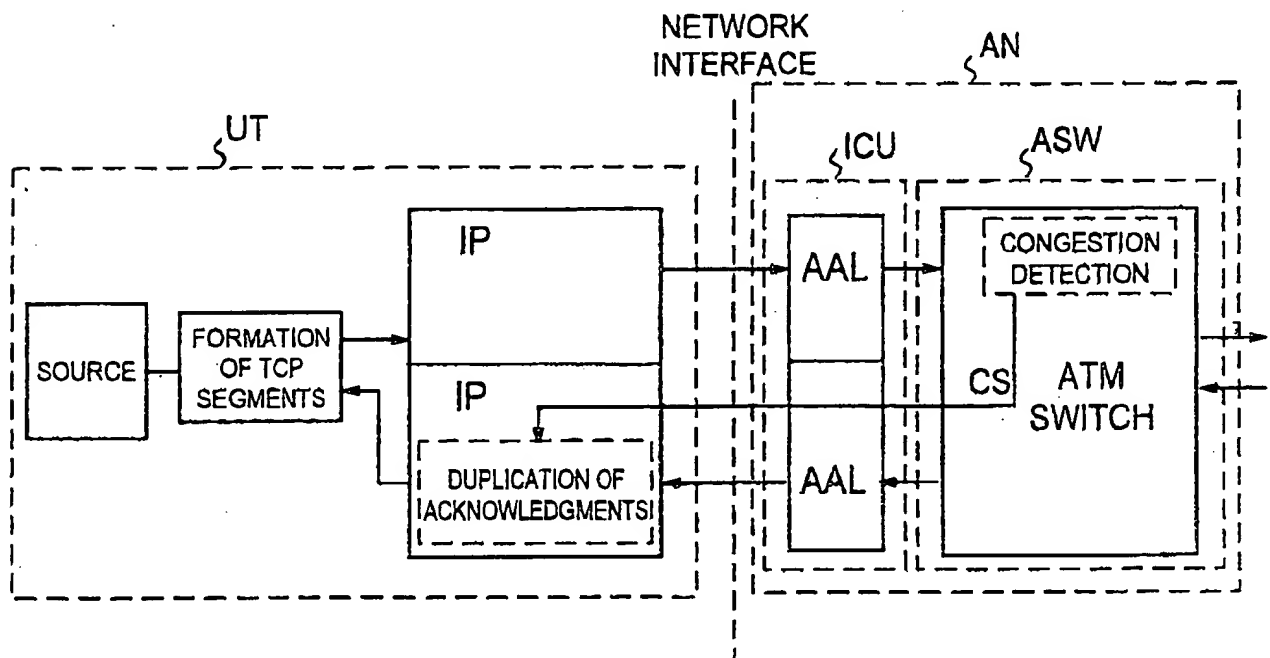 NETWORK
INTERFACE
AN
UT
ICU
ASW
IP
AAL
CONGESTION
DETECTION
SOURCE
FORMATION
OF TCP
SEGMENTS
IP
CS
ATM
SWITCH
DUPLICATION OF
ACKNOWLEDGMENTS
AAL